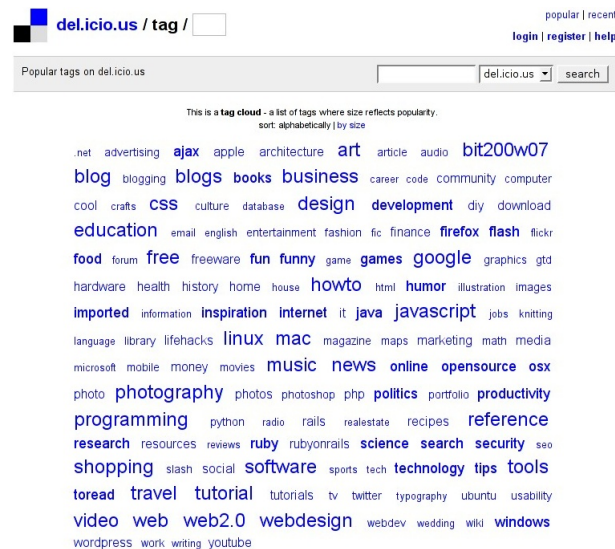 popular | recent
del.icio.us / tag /
login | register | help
Popular tags on del.icio.us
del.icio.us
search
This is a tag cloud - a list of tags where size reflects popularity.
sort: alphabetically | by size
.net advertising ajax apple architecture art article audio bit200w07
blog blogging blogs books business career code community computer
cool crafts css culture database design development diy download
education email english entertainment fashion fic finance firefox flash flickr
food forum free freeware fun funny game games google graphics gtd
hardware health history home house howto html humor illustration images
imported information inspiration internet it java javascript jobs knitting
language library lifehacks linux mac magazine maps marketing math media
microsoft mobile money movies music news online opensource osx
photo photography photos photoshop php politics portfolio productivity
programming python radio rails realestate recipes reference
research resources reviews ruby rubyonrails science search security seo
shopping slash social software sports tech technology tips tools
toread travel tutorial tutorials tv twitter typography ubuntu usability
video web web2.0 webdesign webdev wedding wiki windows
wordpress work writing youtube